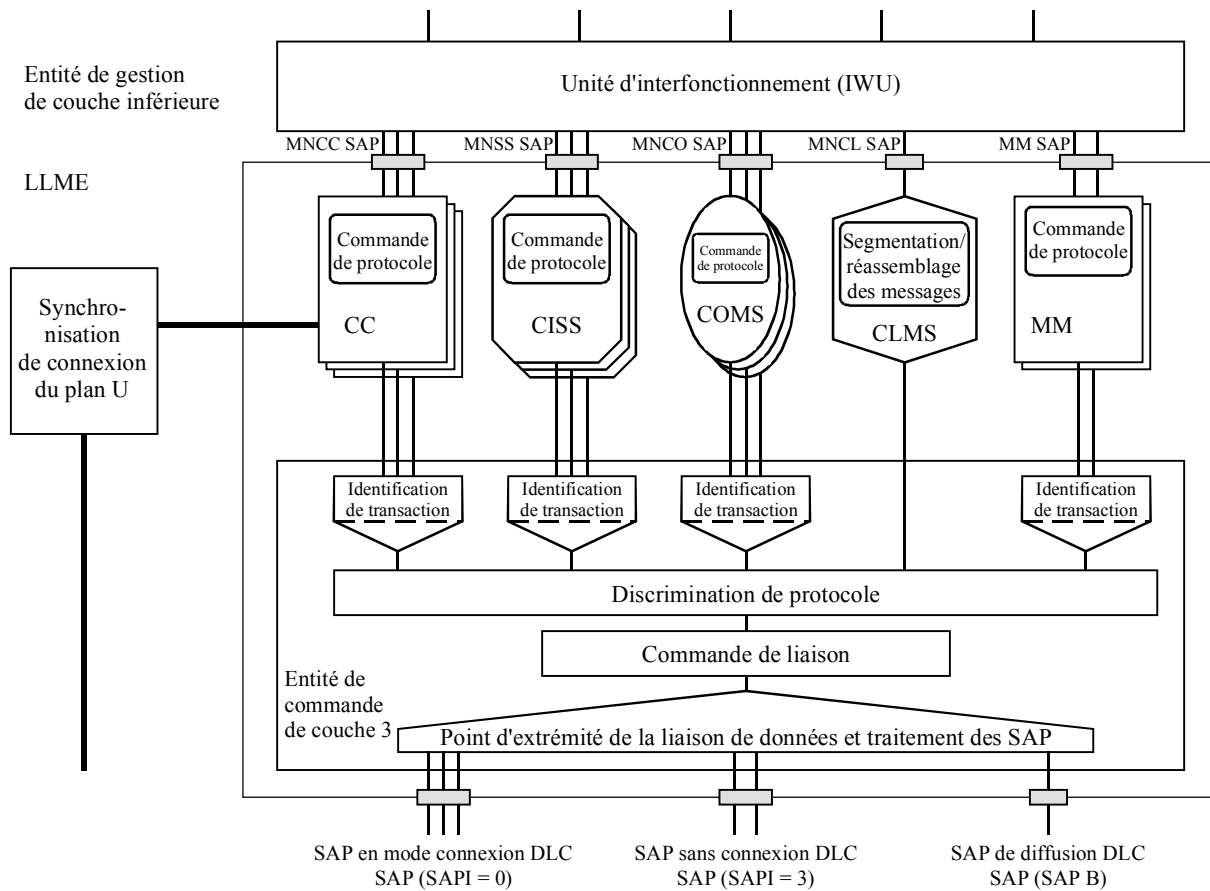 Entité de gestion
de couche inférieure
Unité d'interfonctionnement (IWU)
MNCC SAP
MNSS SAP
MNCO SAP
MNCL SAP
MM SAP
LLME
Commande
de protocole
CC
Commande
de protocole
CISS
Commande
de protocole
COMS
Segmentation/
réassemblage
des messages
CLMS
Commande
de protocole
MM
Synchro-
nisation
de connexion
du plan U
Identification
de transaction
Identification
de transaction
Identification
de transaction
Identification
de transaction
Discrimination de protocole
Commande de liaison
Entité de
commande
de couche 3
Point d'extrémité de la liaison de données et traitement des SAP
SAP en mode connexion DLC
SAP (SAPI = 0)
SAP sans connexion DLC
SAP (SAPI = 3)
SAP de diffusion DLC
SAP (SAP B)